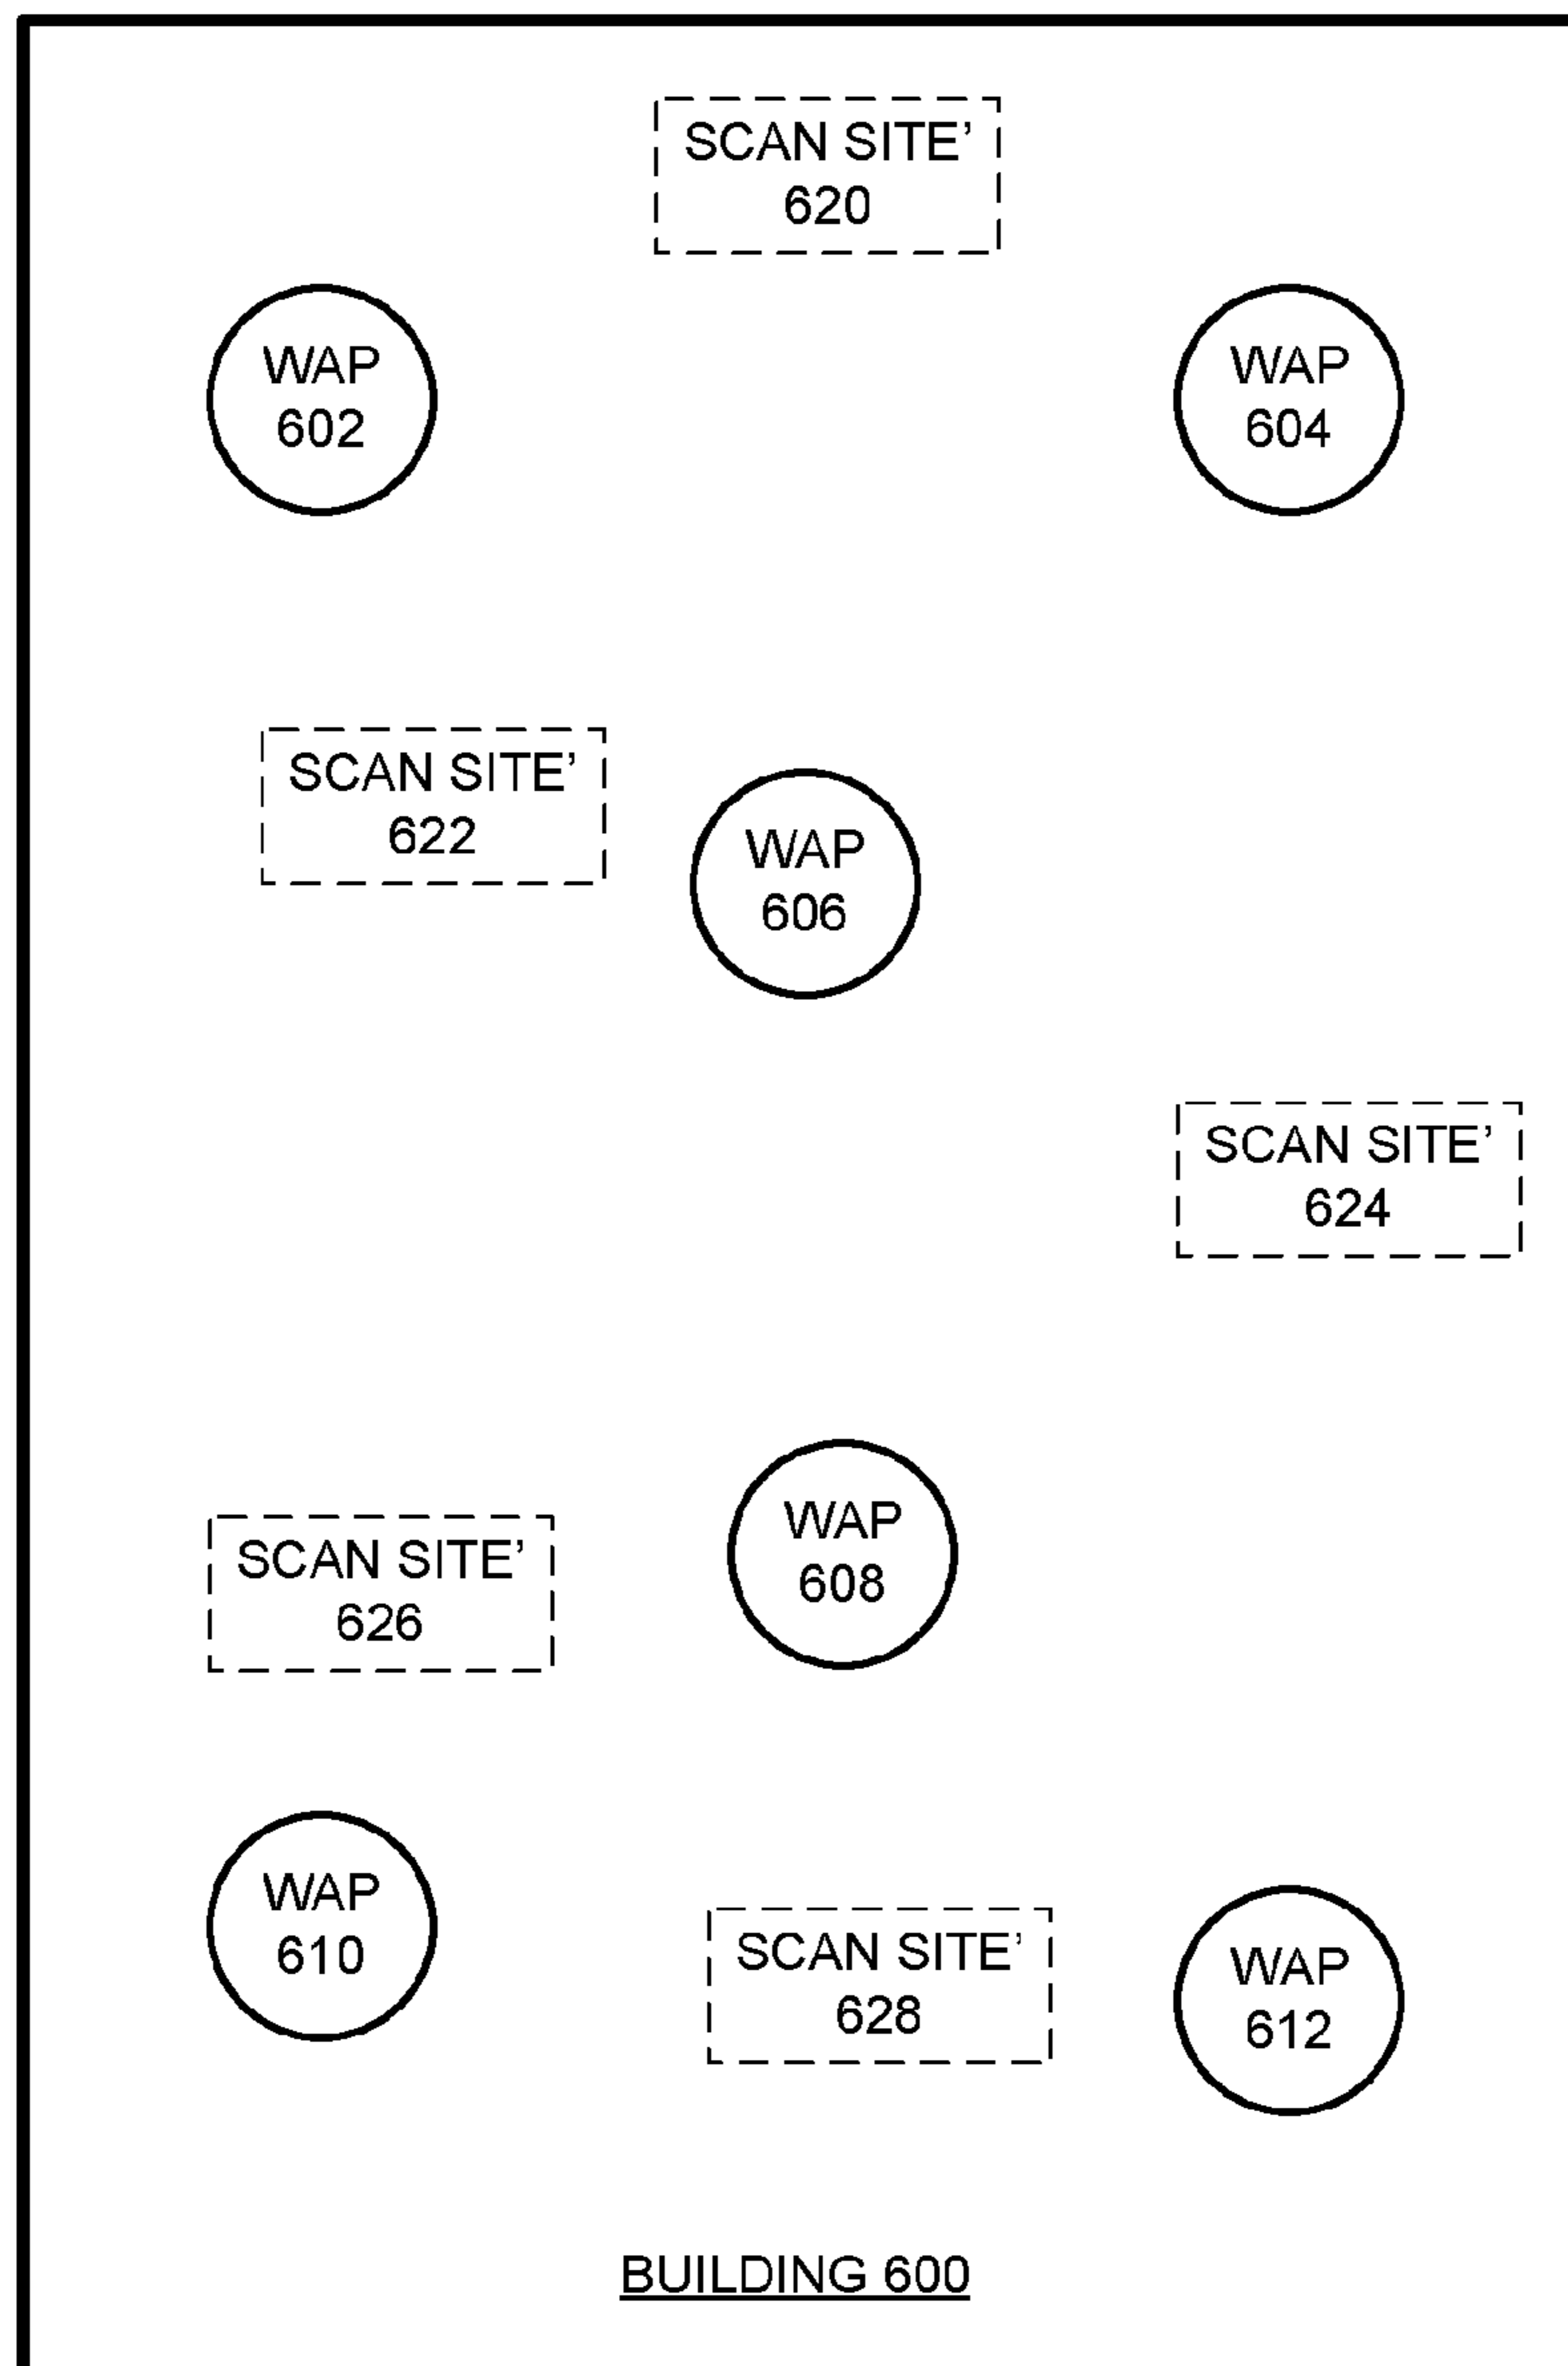 SCAN SITE’
620
WAP
602
WAP
604
SCAN SITE’
622
WAP
606
SCAN SITE’
624
WAP
608
SCAN SITE’
626
WAP
610
SCAN SITE’
628
WAP
612
BUILDING 600